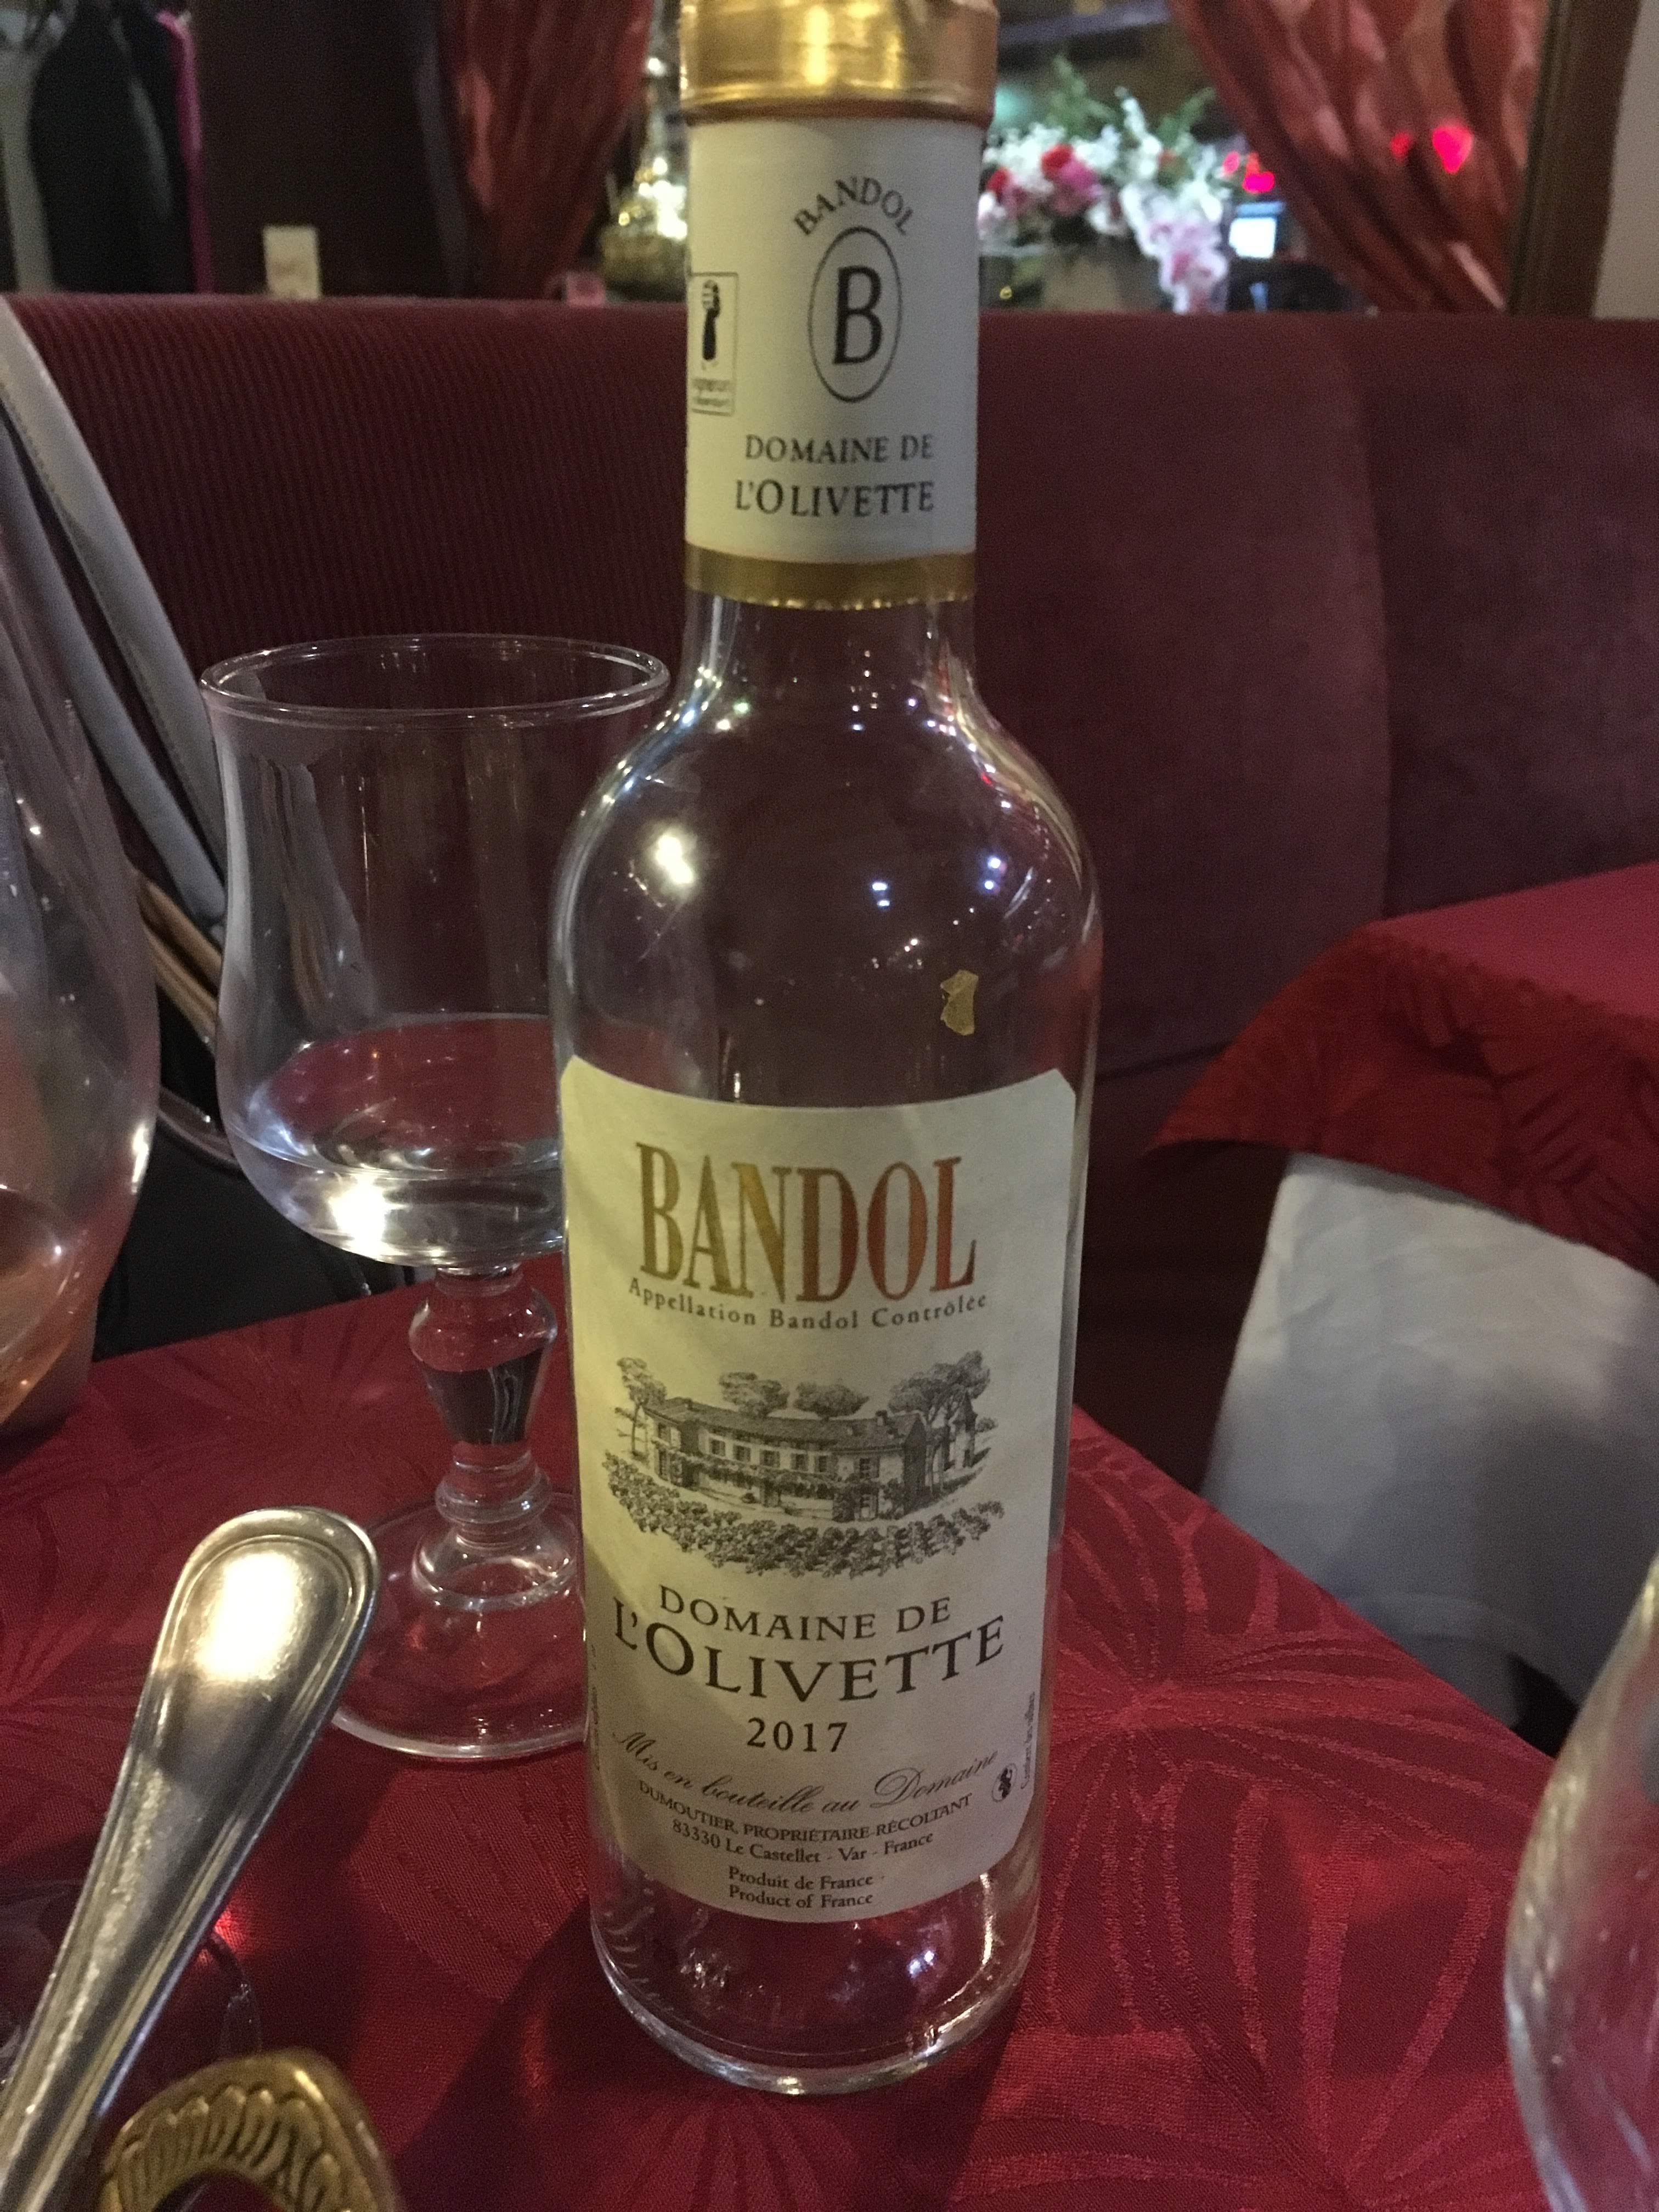 BANDOL
B
DOMAINE DE
L'OLIVETTE
BANDOL
Appellation Bandol Contrôlée
DOMAINE DE
L'OLIVETTE
2017
Mis en bouteille au Domaine
DUMOUTIER, PROPRIÉTAIRE-RÉCOLTANT
83330 Le Castellet - Var - France
Produit de France
Product of France